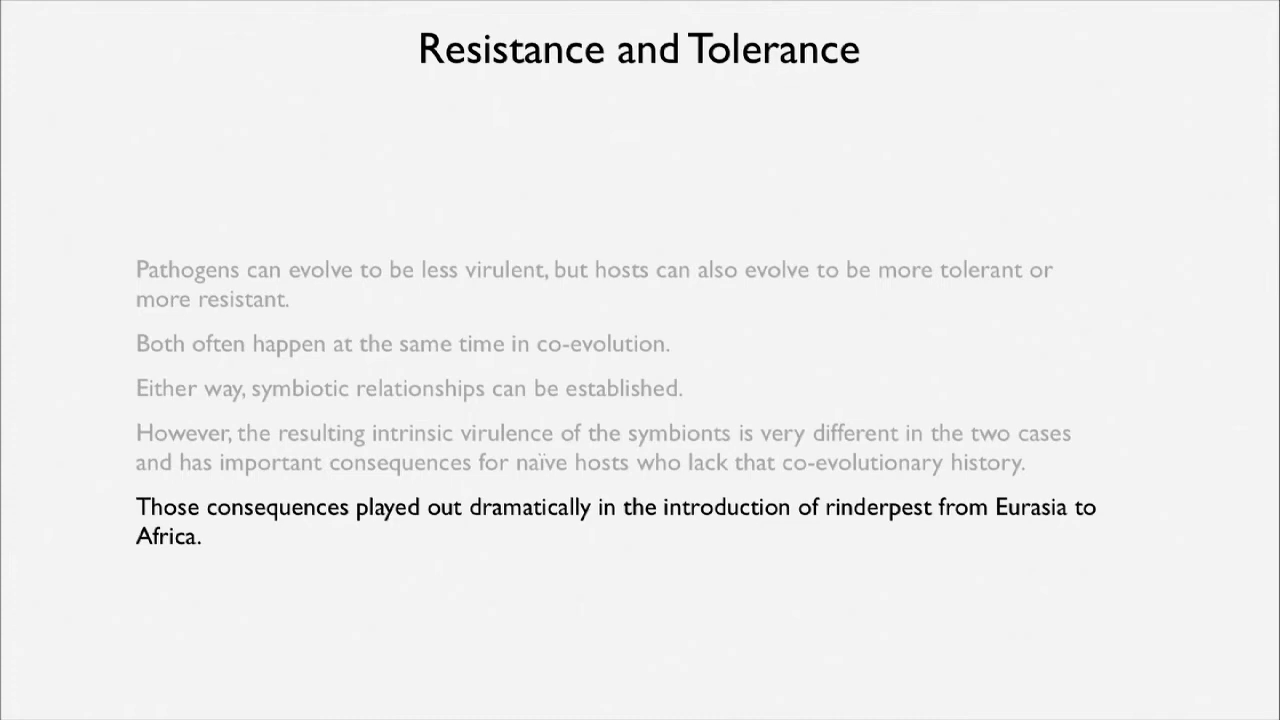 Resistance and Tolerance
Pathogens can evolve to be less virulent, but hosts can also evolve to be more tolerant or
more resistant.
Both often happen at the same time in co-evolution.
Either way, symbiotic relationships can be established.
However, the resulting intrinsic virulence of the symbionts is very different in the two cases
and has important consequences for naïve hosts who lack that co-evolutionary history.
Those consequences played out dramatically in the introduction of rinderpest from Eurasia to
Africa.